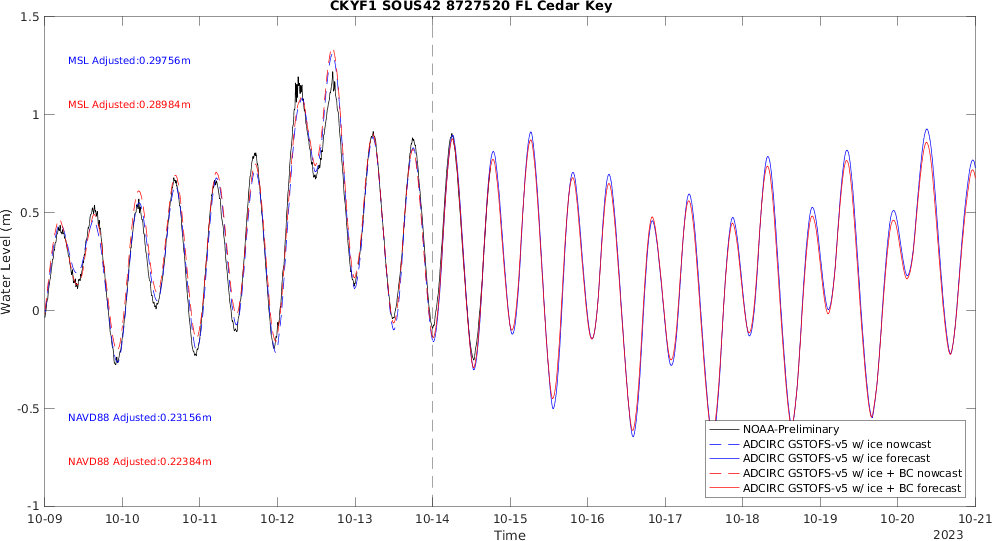 CKYF1 SOUS42 8727520 FL Cedar Key
1.5
1
0.5
0
-0.5
-1
Water Level (m)
MSL Adjusted:0.29756m
MSL Adjusted:0.28984m
NAVD88 Adjusted:0.23156m
NAVD88 Adjusted:0.22384m
NOAA-Preliminary
ADCIRC GSTOFS-v5 w/ ice nowcast
ADCIRC GSTOFS-v5 w/ ice forecast
ADCIRC GSTOFS-v5 w/ ice + BC nowcast
ADCIRC GSTOFS-v5 w/ ice + BC forecast
10-09 10-10 10-11 10-12 10-13 10-14 10-15 10-16 10-17 10-18 10-19 10-20 10-21
Time
2023